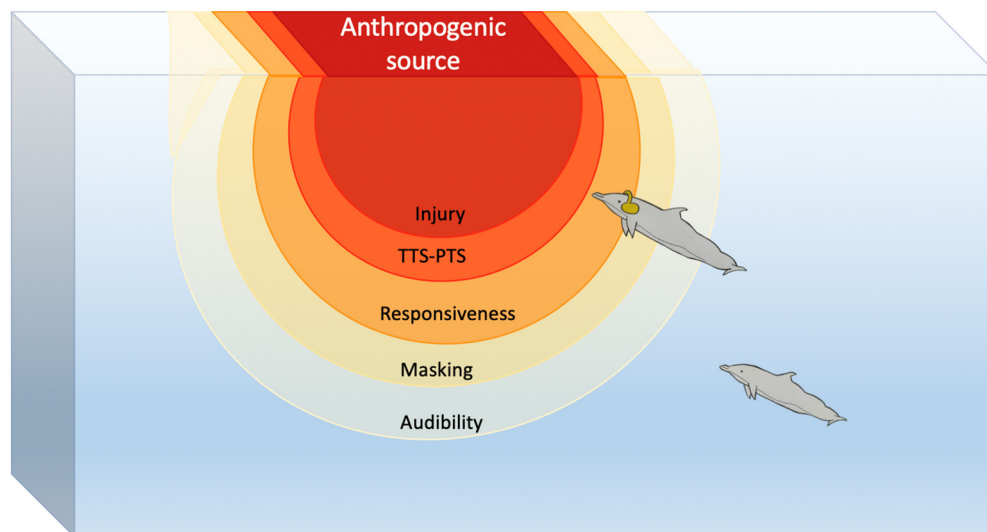 Anthropogenic
source
Injury
TTS-PTS
Responsiveness
Masking
Audibility